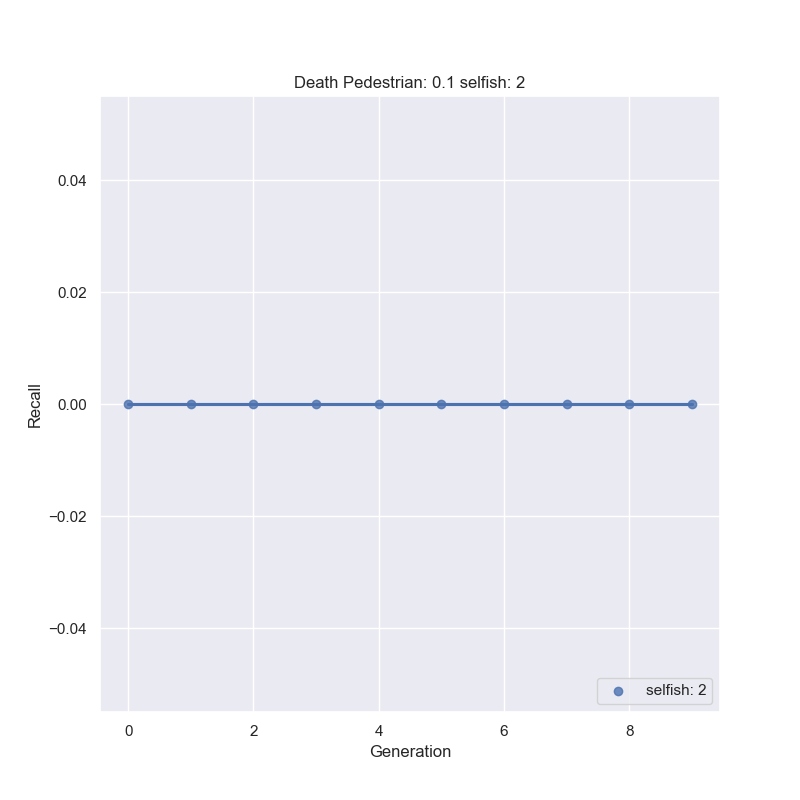 Death Pedestrian: 0.1 selfish: 2
0.04
0.02
0.00
−0.02
−0.04
Recall
selfish: 2
0 2 4 6 8
Generation